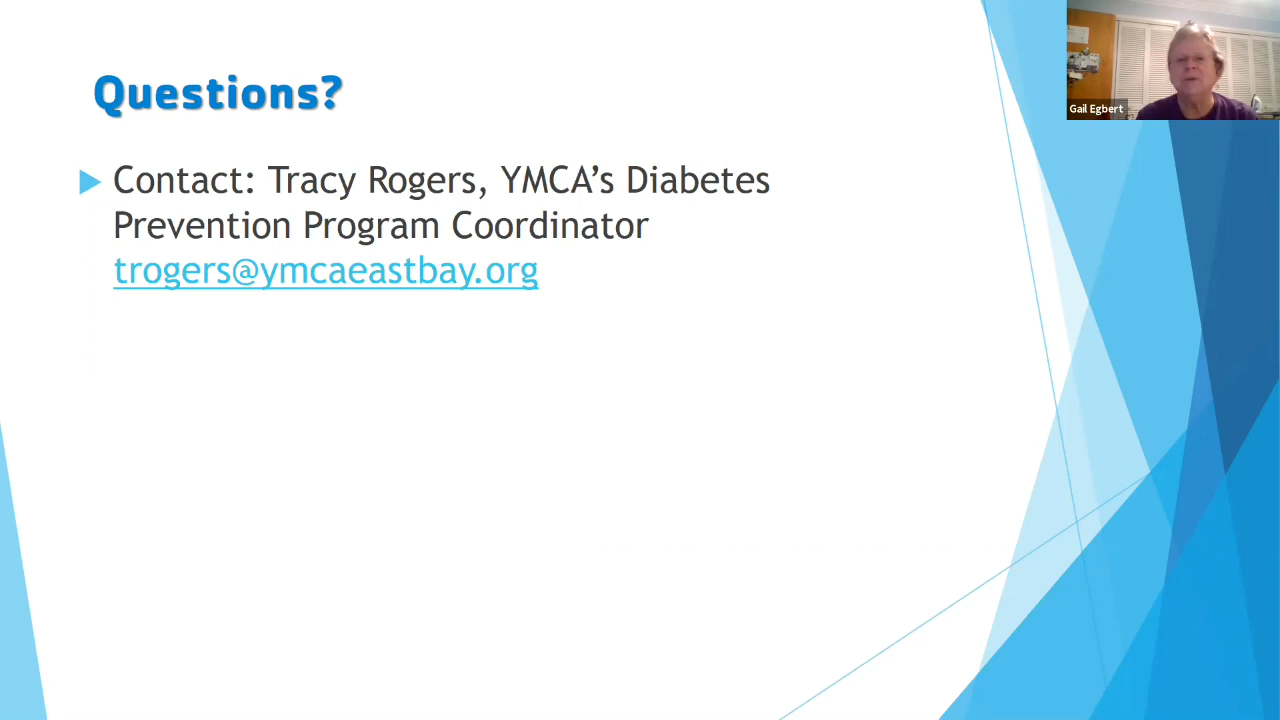 Questions?
Contact: Tracy Rogers, YMCA’s Diabetes
Prevention Program Coordinator
trogers@ymcaeastbay.org
Gail Egbert